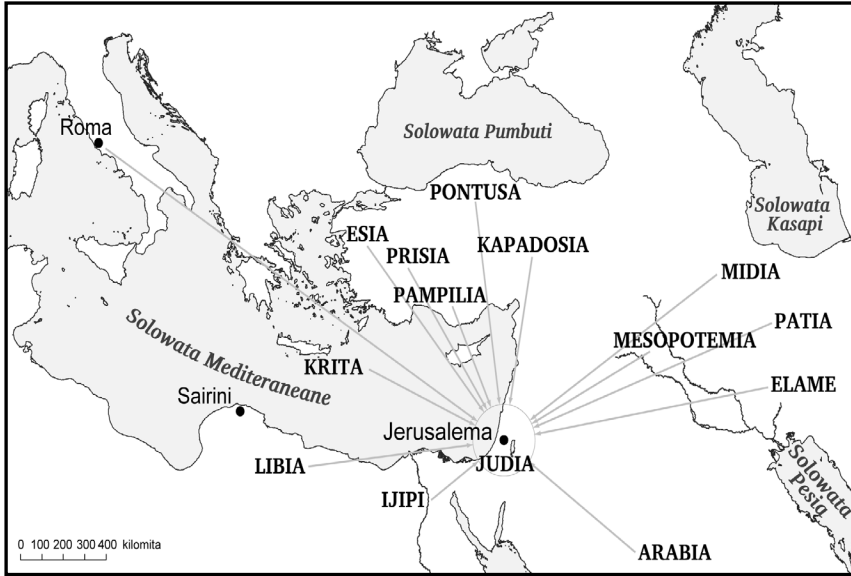 Roma
Solowata Pumbuti
PONTUSA
Solowata
Kasapi
ESIA
PRISIA
KAPADOSIA
MIDIA
PAMPILIA
PATIA
MESOPOTEMIA
Solowata Mediteraneane
KRITA
ELAME
Sairini
Jerusalema
LIBIA
JUDIA
Solowata
Pesia
IJIPI
ARABIA
0 100 200 300 400 kilomita